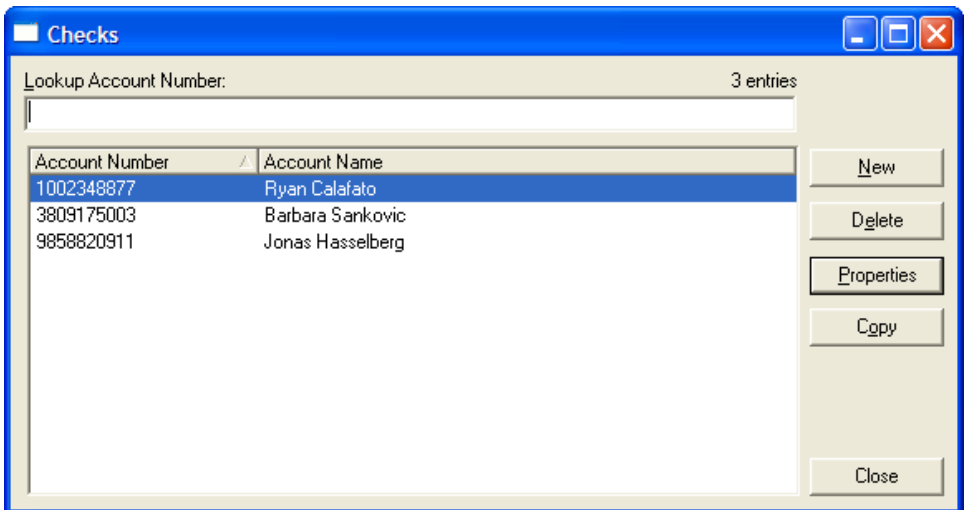 Checks
Lookup Account Number: 3 entries
Account Number Account Name
1002348877 Ryan Calafato
3809175003 Barbara Sankovic
9858820911 Jonas Hasselberg
New
Delete
Properties
Copy
Close